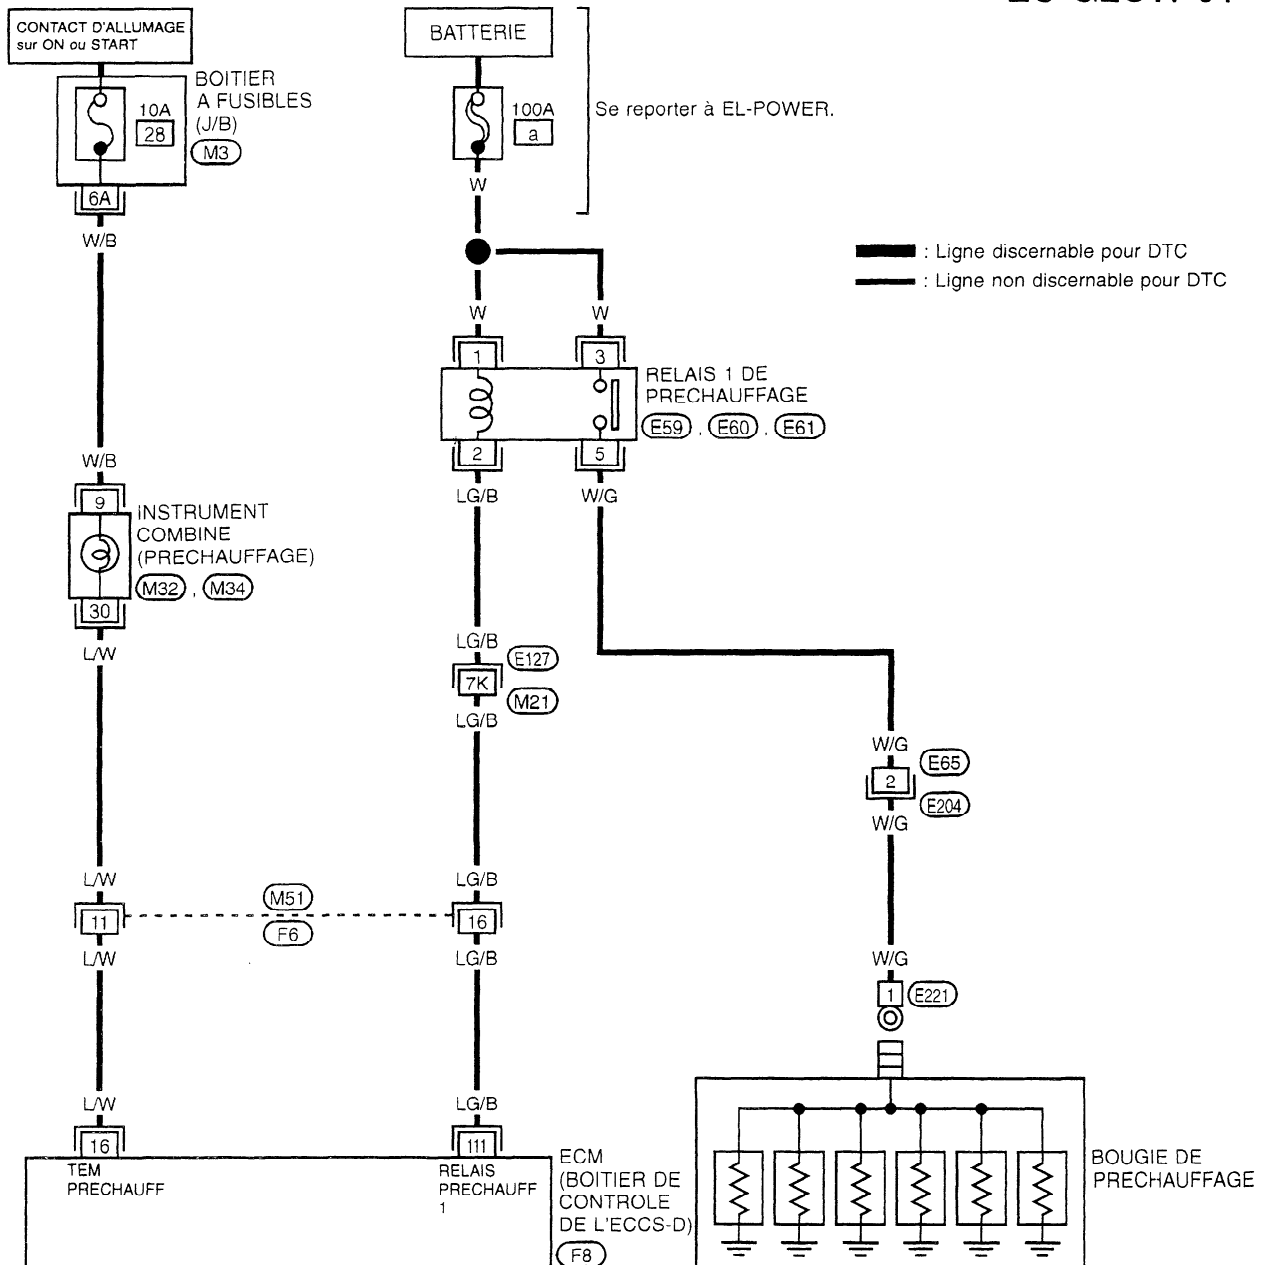 CONTACT D'ALLUMAGE
sur ON ou START
BATTERIE
BOITIER
A FUSIBLES
(J/B)
M3
10A
28
6A
W/B
100A
a
Se reporter à EL-POWER.
W
: Ligne discernable pour DTC
: Ligne non discernable pour DTC
W
W
1
3
RELAIS 1 DE
PRECHAUFFAGE
E59 . E60 . E61
2
5
LG/B
W/G
W/B
9
INSTRUMENT
COMBINE
(PRECHAUFFAGE)
M32 , M34
30
L/W
LG/B
E127
7K
M21
LG/B
W/G
E65
2
E204
W/G
L/W
LG/B
M51
11
16
F6
L/W
LG/B
W/G
1
E221
L/W
LG/B
16
111
TEM
PRECHAUFF
RELAIS
PRECHAUFF
1
ECM
(BOITIER DE
CONTROLE
DE L'ECCS-D)
F8
BOUGIE DE
PRECHAUFFAGE